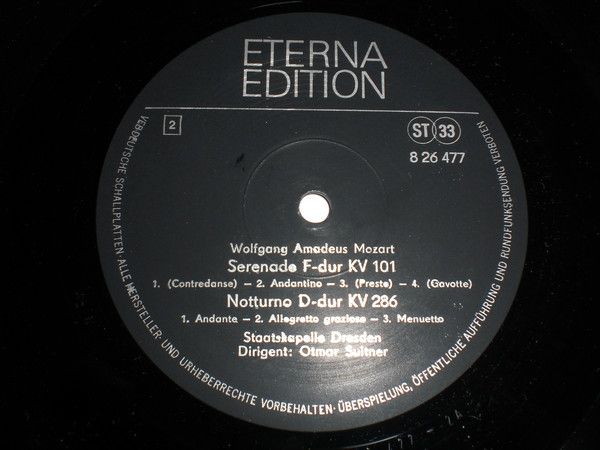 ETERNA
EDITION
2
ST 33
8 26 477
Wolfgang Amadeus Mozart
Serenade F-dur KV 101
1. (Contredanse) – 2. Andantino – 3. (Presto) – 4. (Gavotte)
Notturno D-dur KV 286
1. Andante – 2. Allegretto grazioso – 3. Menuetto
Staatskapelle Dresden
Dirigent: Otmar Suitner
VEB DEUTSCHE SCHALLPLATTEN · ALLE HERSTELLER- UND URHEBERRECHTE VORBEHALTEN · ÜBERSPIELUNG, ÖFFENTLICHE AUFFÜHRUNG UND RUNDFUNKSENDUNG VERBOTEN